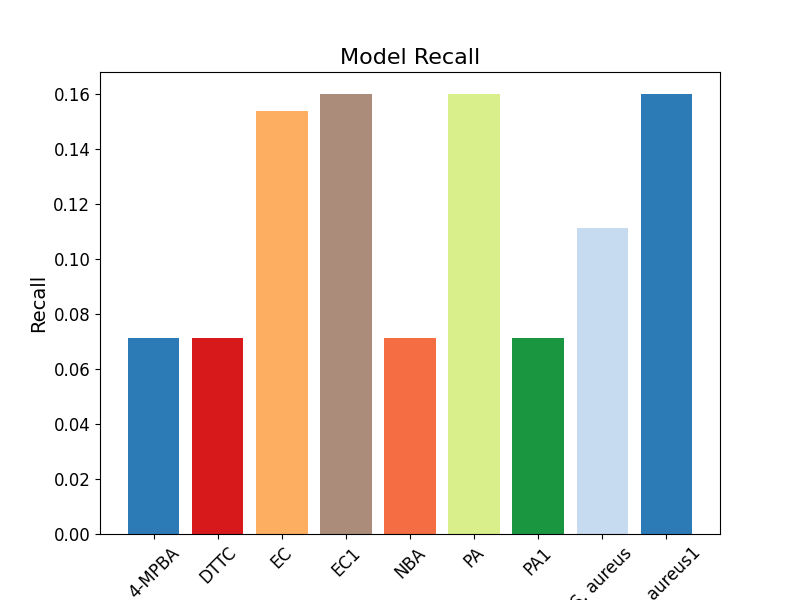 Model Recall
Recall
0.16
0.14
0.12
0.10
0.08
0.06
0.04
0.02
0.00
4-MPBA
DTTC
EC
EC1
NBA
PA
PA1
S. aureus
aureus1